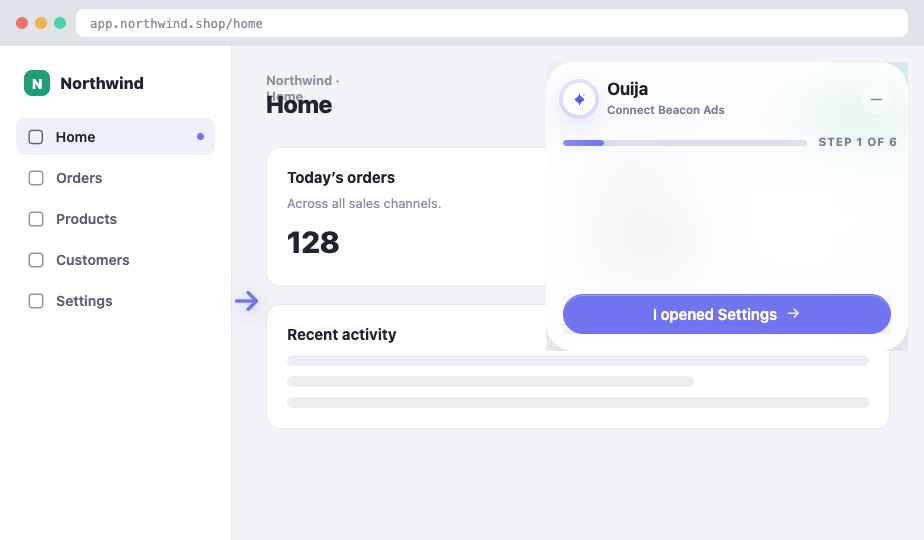 app.northwind.shop/home
N Northwind
Home
Orders
Products
Customers
Settings
Northwind ·
Home
Home
Today's orders
Across all sales channels.
128
Recent activity
Ouija
Connect Beacon Ads
STEP 1 OF 6
I opened Settings →